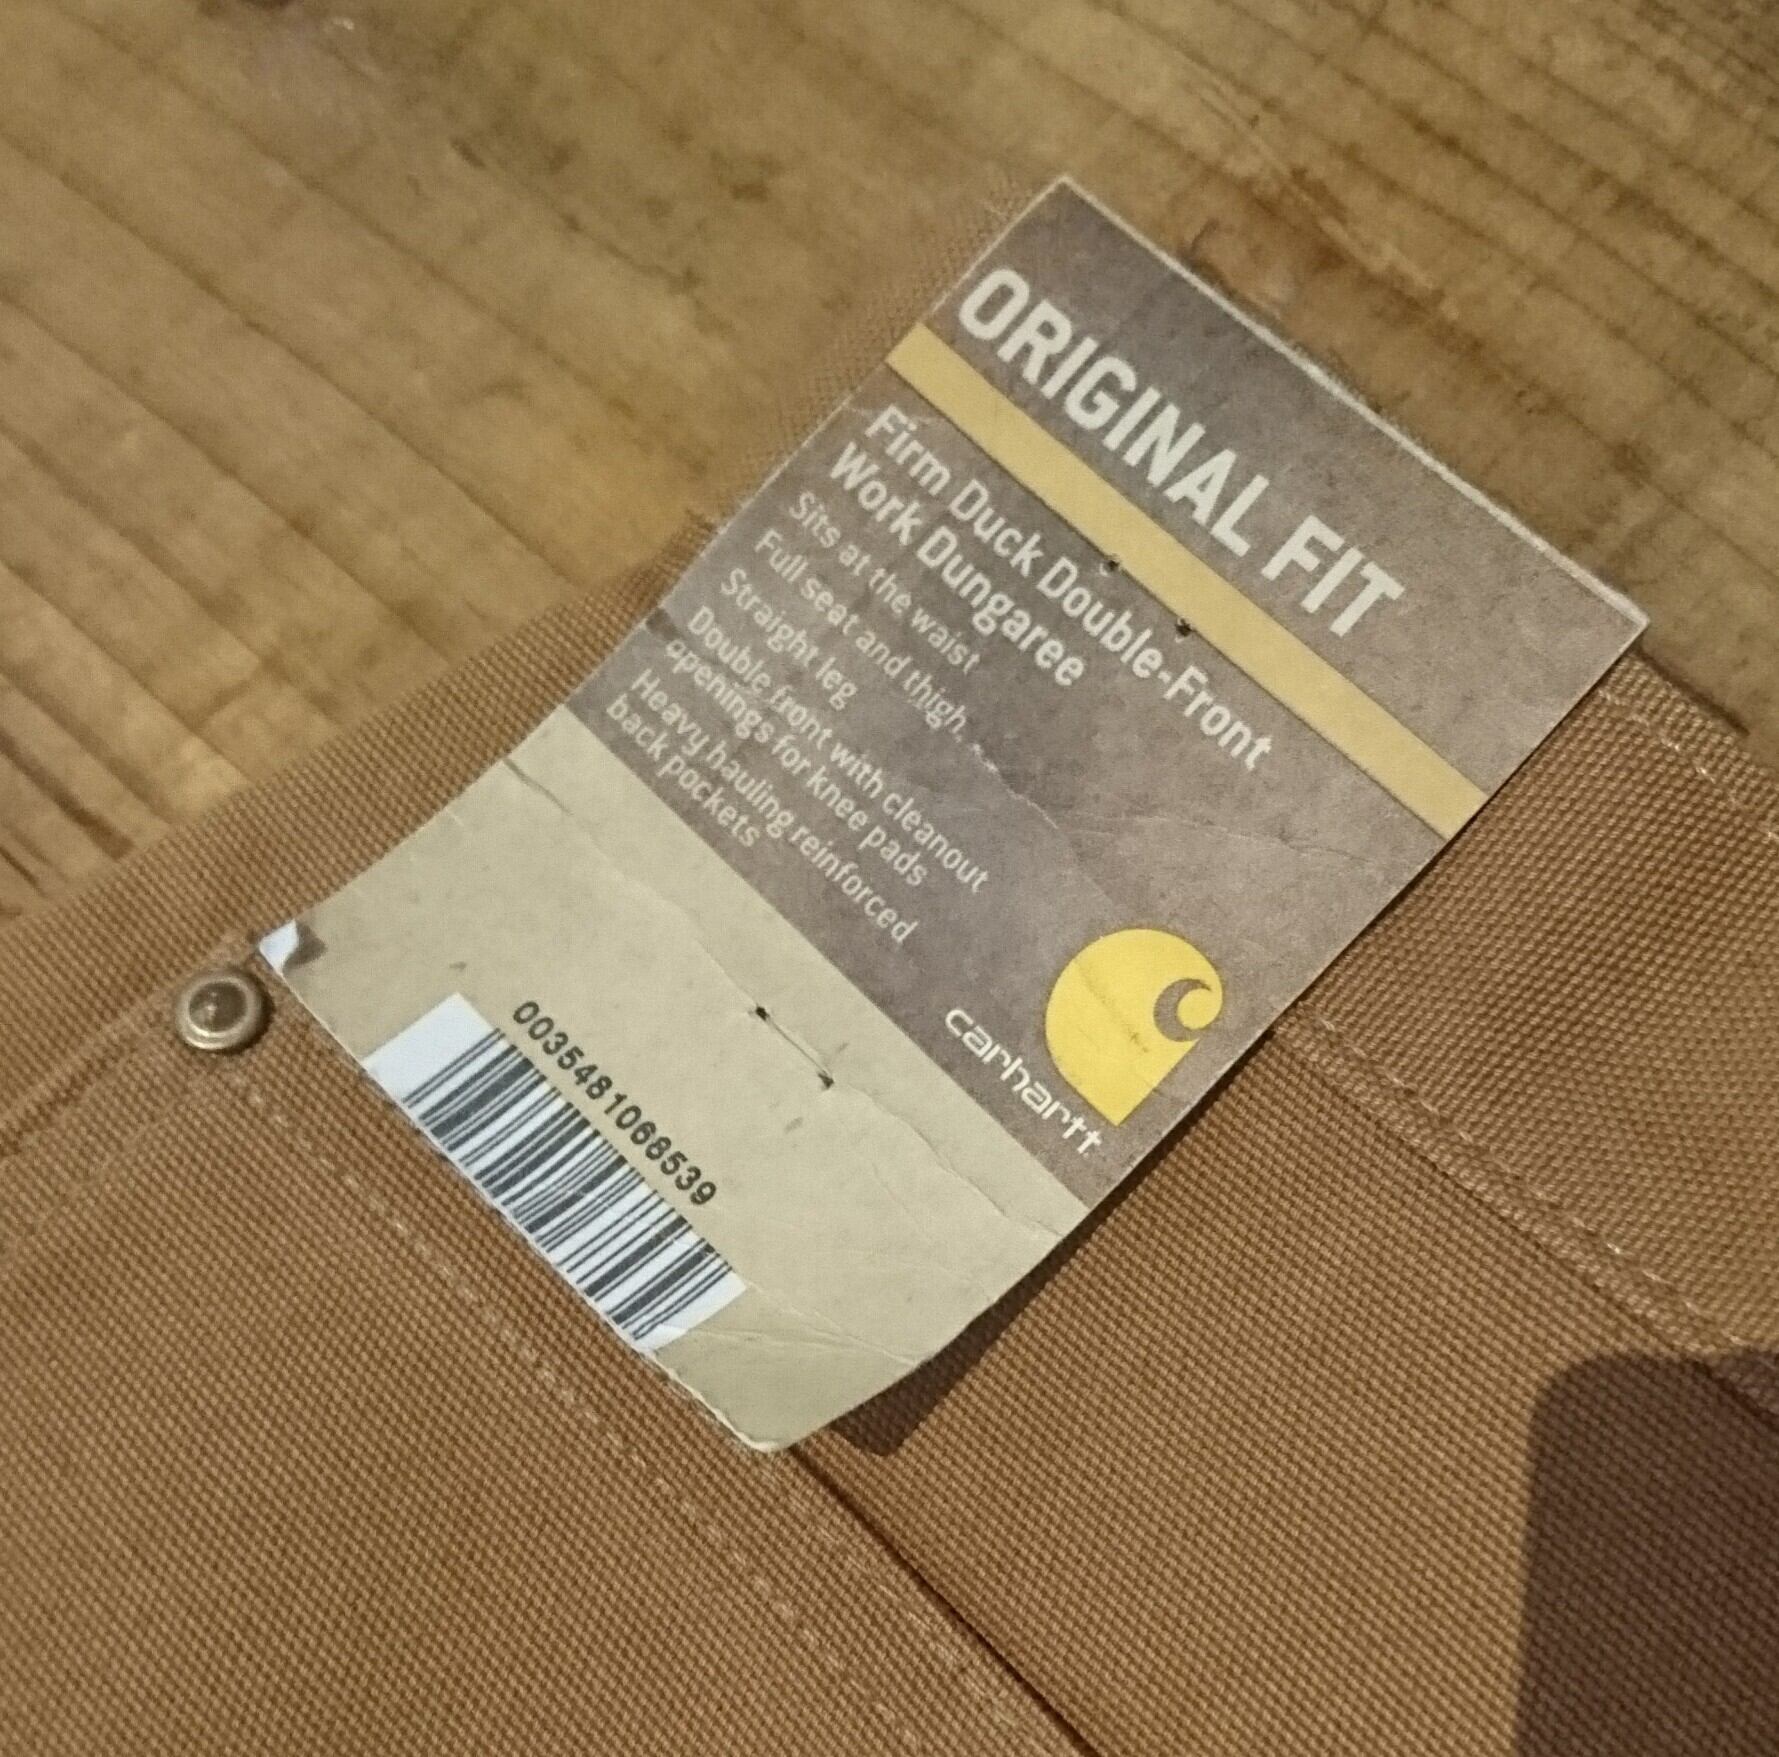 ORIGINAL FIT
Firm Duck Double-Front
Work Dungaree
Sits at the waist
Full seat and thigh
Straight leg
Double front with cleanout
openings for knee pads
Heavy hauling reinforced
back pockets
carhartt
0035481068539